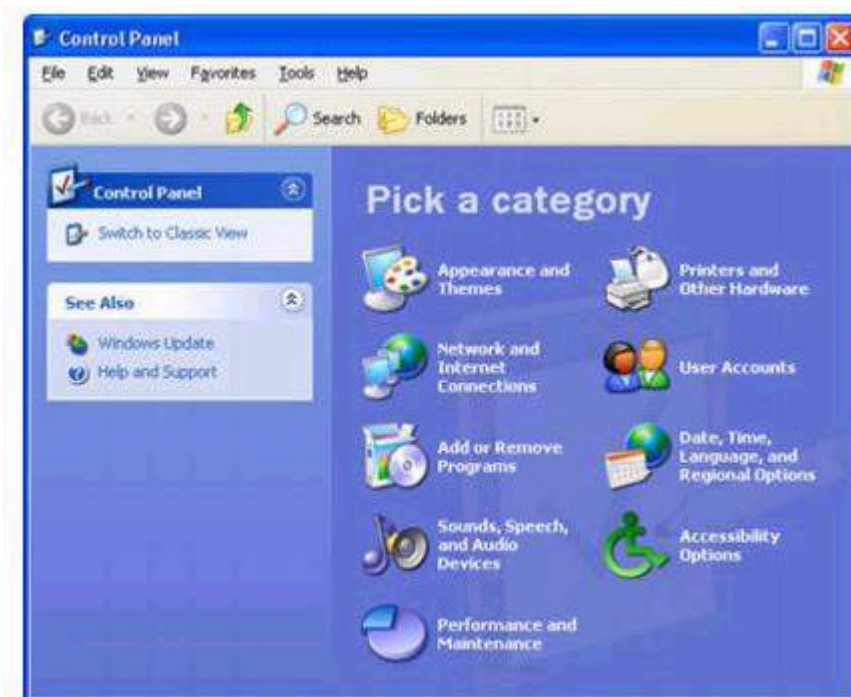 Control Panel
File Edit View Favorites Tools Help
Back Search Folders
Control Panel
Switch to Classic View
See Also
Windows Update
Help and Support
Pick a category
Appearance and
Themes
Printers and
Other Hardware
Network and
Internet
Connections
User Accounts
Add or Remove
Programs
Date, Time,
Language, and
Regional Options
Sounds, Speech,
and Audio
Devices
Accessibility
Options
Performance and
Maintenance